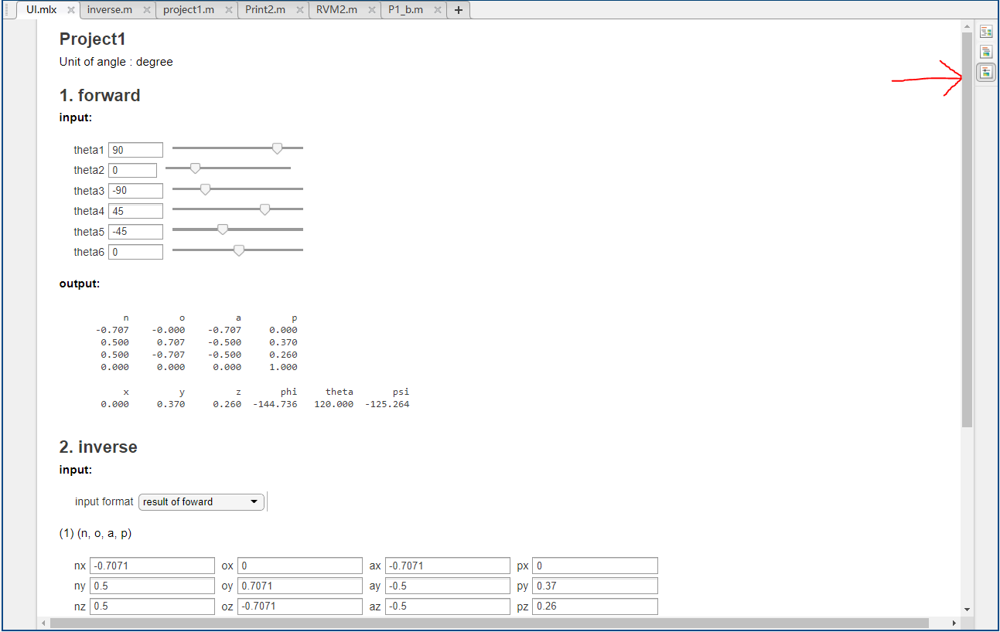 UI.mlx inverse.m project1.m Print2.m RVM2.m P1_b.m +
Project1
Unit of angle : degree
1. forward
input:
theta1 90
theta2 0
theta3 -90
theta4 45
theta5 -45
theta6 0
output:
n o a p
-0.707 -0.000 -0.707 0.000
0.500 0.707 -0.500 0.370
0.500 -0.707 -0.500 0.260
0.000 0.000 0.000 1.000
x y z phi theta psi
0.000 0.370 0.260 -144.736 120.000 -125.264
2. inverse
input:
input format result of foward
(1) (n, o, a, p)
nx -0.7071 ox 0 ax -0.7071 px 0
ny 0.5 oy 0.7071 ay -0.5 py 0.37
nz 0.5 oz -0.7071 az -0.5 pz 0.26